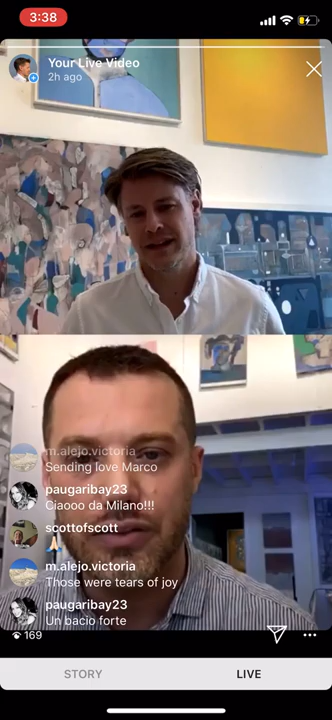 3:38
Your Live Video
2h ago
m.alejo.victoria
Sending love Marco
paugaribay23
Ciaooo da Milano!!!
scottofscott
🙏🏻
m.alejo.victoria
Those were tears of joy
paugaribay23
Un bacio forte
169
STORY
LIVE